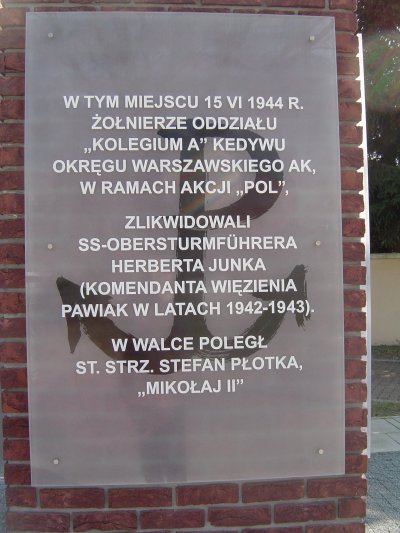 W TYM MIEJSCU 15 VI 1944 R.
ŻOŁNIERZE ODDZIAŁU
„KOLEGIUM A” KEDYWU
OKRĘGU WARSZAWSKIEGO AK,
W RAMACH AKCJI „POL”,
ZLIKWIDOWALI
SS-OBERSTURMFÜHRERA
HERBERTA JUNKA
(KOMENDANTA WIĘZIENIA
PAWIAK W LATACH 1942-1943).
W WALCE POLEGŁ
ST. STRZ. STEFAN PŁOTKA,
„MIKOŁAJ II”